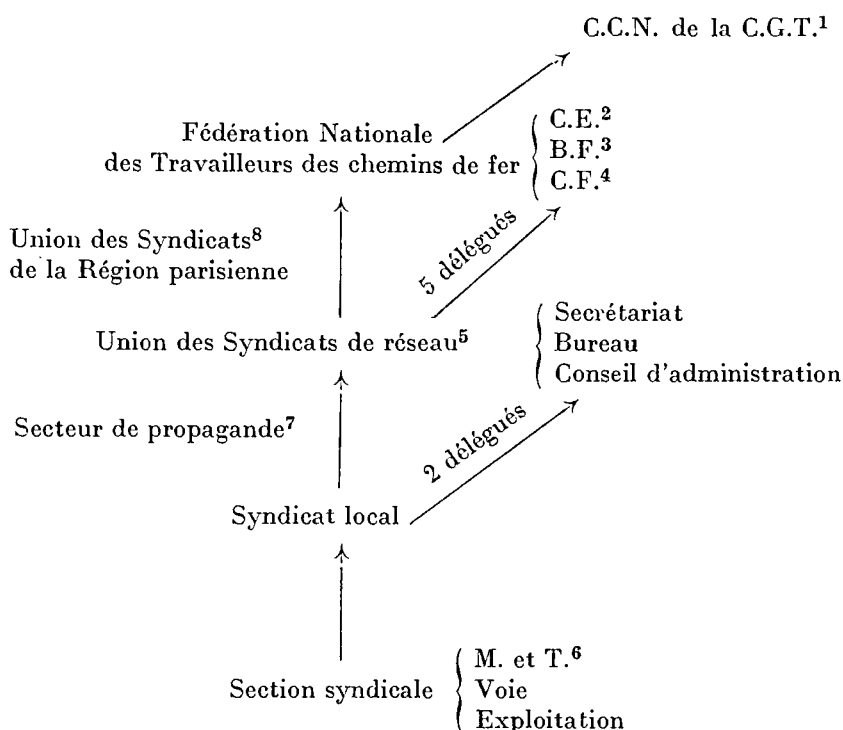 C.C.N. de la C.G.T.¹
Fédération Nationale
des Travailleurs des chemins de fer
C.E.²
B.F.³
C.F.⁴
Union des Syndicats⁸
de la Région parisienne
5 délégués
Union des Syndicats de réseau⁵
Secrétariat
Bureau
Conseil d'administration
Secteur de propagande⁷
2 délégués
Syndicat local
Section syndicale
M. et T.⁶
Voie
Exploitation